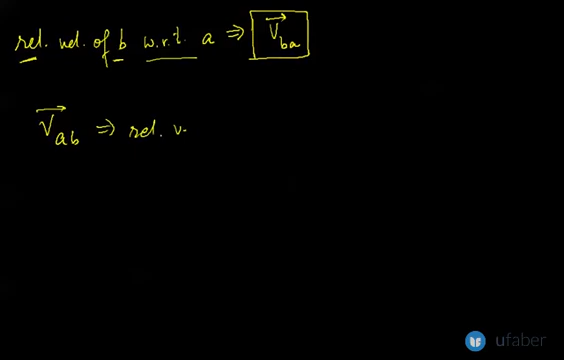 rel. vel. of b w.r.t. a ⇒ V⃗ba
V⃗ab ⇒ rel. v.
ufaber